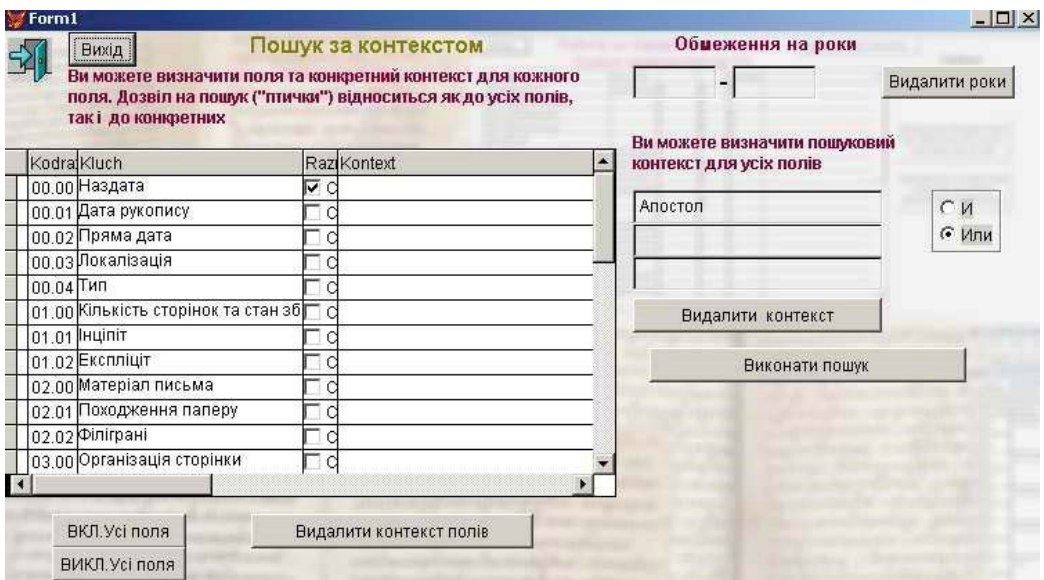 Form1
Вихід
Пошук за контекстом
Ви можете визначити поля та конкретний контекст для кожного
поля. Дозвіл на пошук ("птички") відноситься як до усіх полів,
так і до конкретних
Kodra Kluch Razr Kontext
00.00 Наздата С
00.01 Дата рукопису С
00.02 Пряма дата С
00.03 Локалізація С
00.04 Тип С
01.00 Кількість сторінок та стан зб С
01.01 Інціпіт С
01.02 Експліціт С
02.00 Матеріал письма С
02.01 Походження паперу С
02.02 Філіграні С
03.00 Організація сторінки С
ВКЛ.Усі поля
ВИКЛ.Усі поля
Видалити контекст полів
Обмеження на роки
-
Видалити роки
Ви можете визначити пошуковий
контекст для усіх полів
Апостол
И
Или
Видалити контекст
Виконати пошук